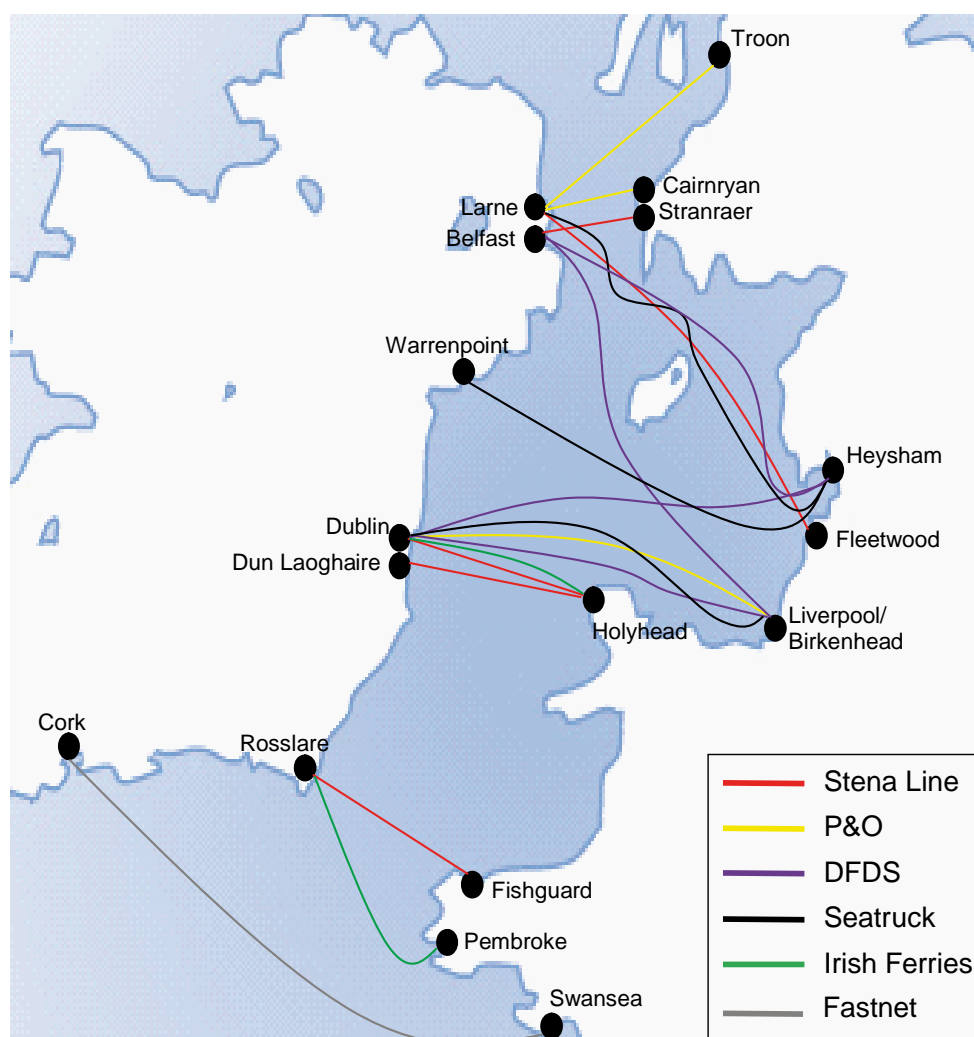 Troon
Cairnryan
Larne
Stranraer
Belfast
Warrenpoint
Heysham
Dublin
Fleetwood
Dun Laoghaire
Liverpool/
Birkenhead
Holyhead
Cork
Rosslare
Fishguard
Pembroke
Swansea
Stena Line
P&O
DFDS
Seatruck
Irish Ferries
Fastnet